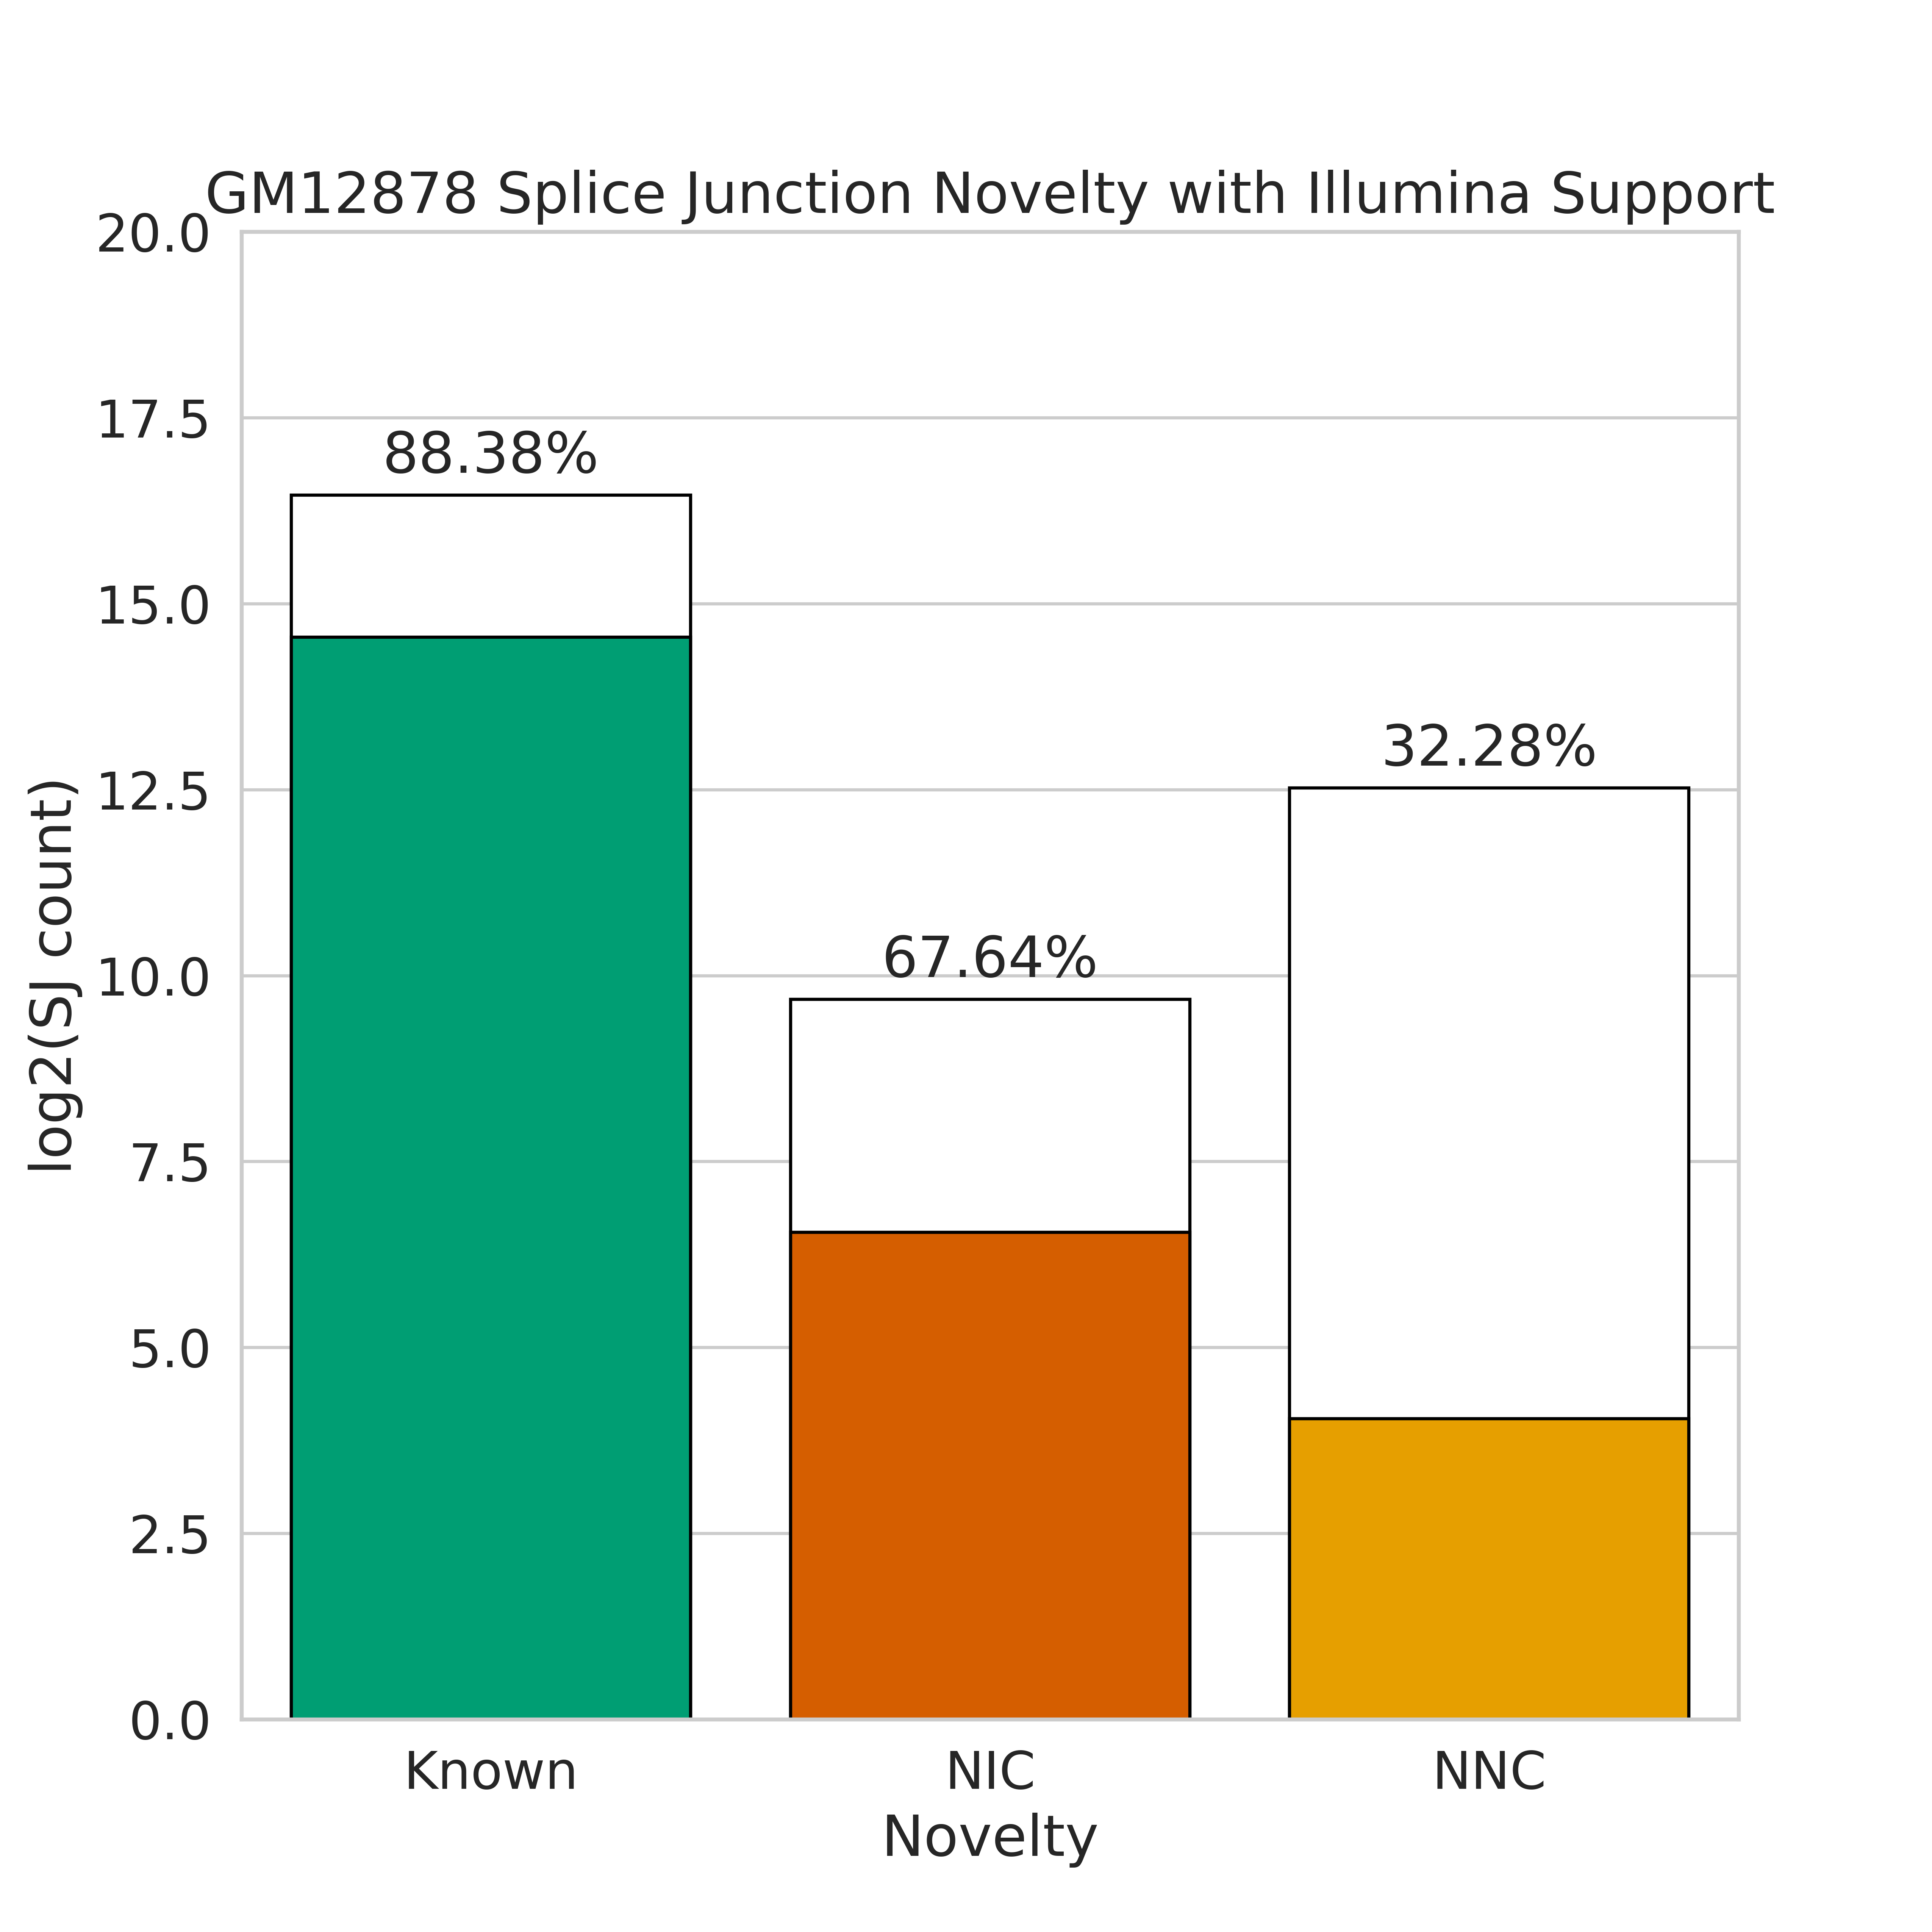 GM12878 Splice Junction Novelty with Illumina Support
20.0
17.5
15.0
12.5
10.0
7.5
5.0
2.5
0.0
log2(SJ count)
88.38%
67.64%
32.28%
Known
NIC
NNC
Novelty